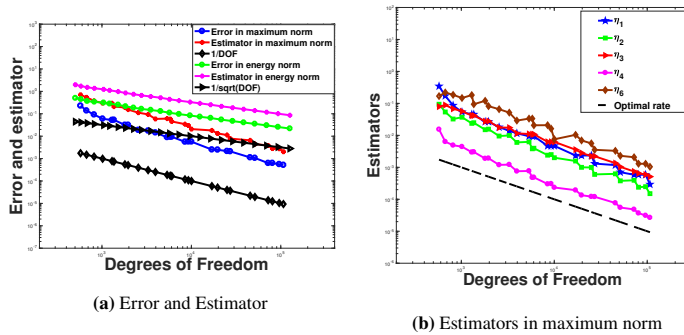 Error and estimator
Error in maximum norm
Estimator in maximum norm
1/DOF
Error in energy norm
Estimator in energy norm
1/sqrt(DOF)
Degrees of Freedom
(a) Error and Estimator
Estimators
η1
η2
η3
η4
η6
Optimal rate
Degrees of Freedom
(b) Estimators in maximum norm